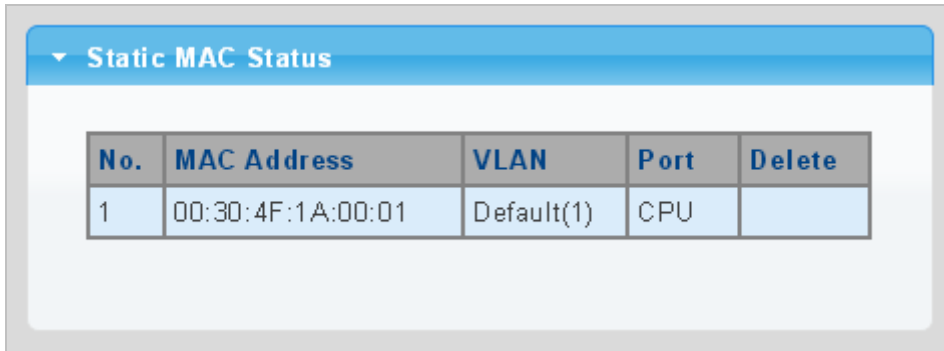 Static MAC Status
No. MAC Address VLAN Port Delete
1 00:30:4F:1A:00:01 Default(1) CPU